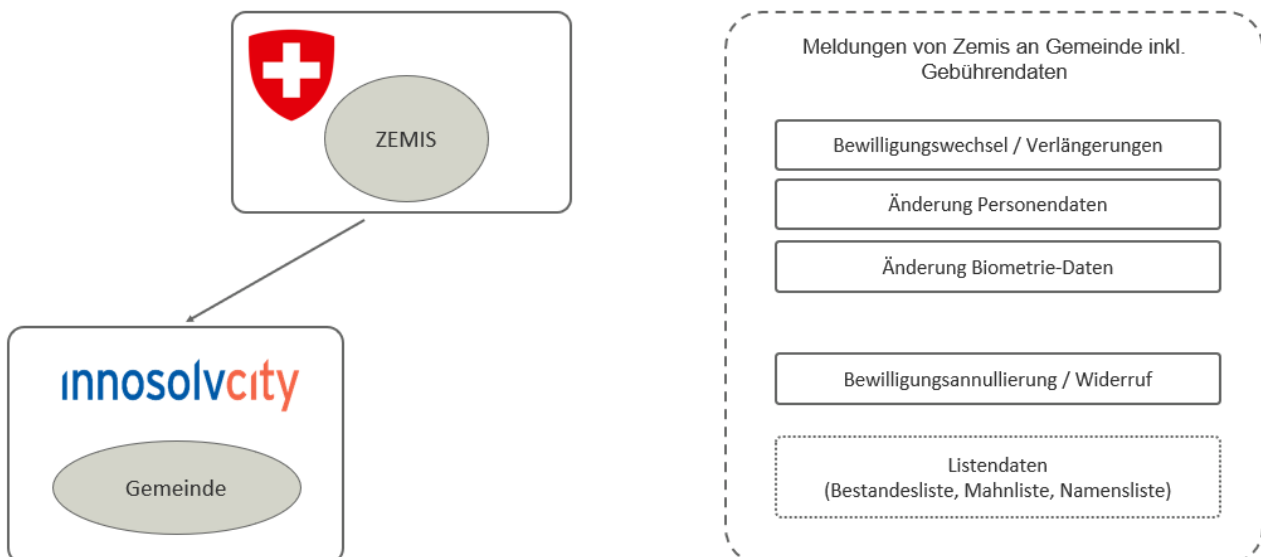 ZEMIS
innosolvcity
Gemeinde
Meldungen von Zemis an Gemeinde inkl.
Gebührendaten
Bewilligungswechsel / Verlängerungen
Änderung Personendaten
Änderung Biometrie-Daten
Bewilligungsannullierung / Widerruf
Listendaten
(Bestandesliste, Mahnliste, Namensliste)